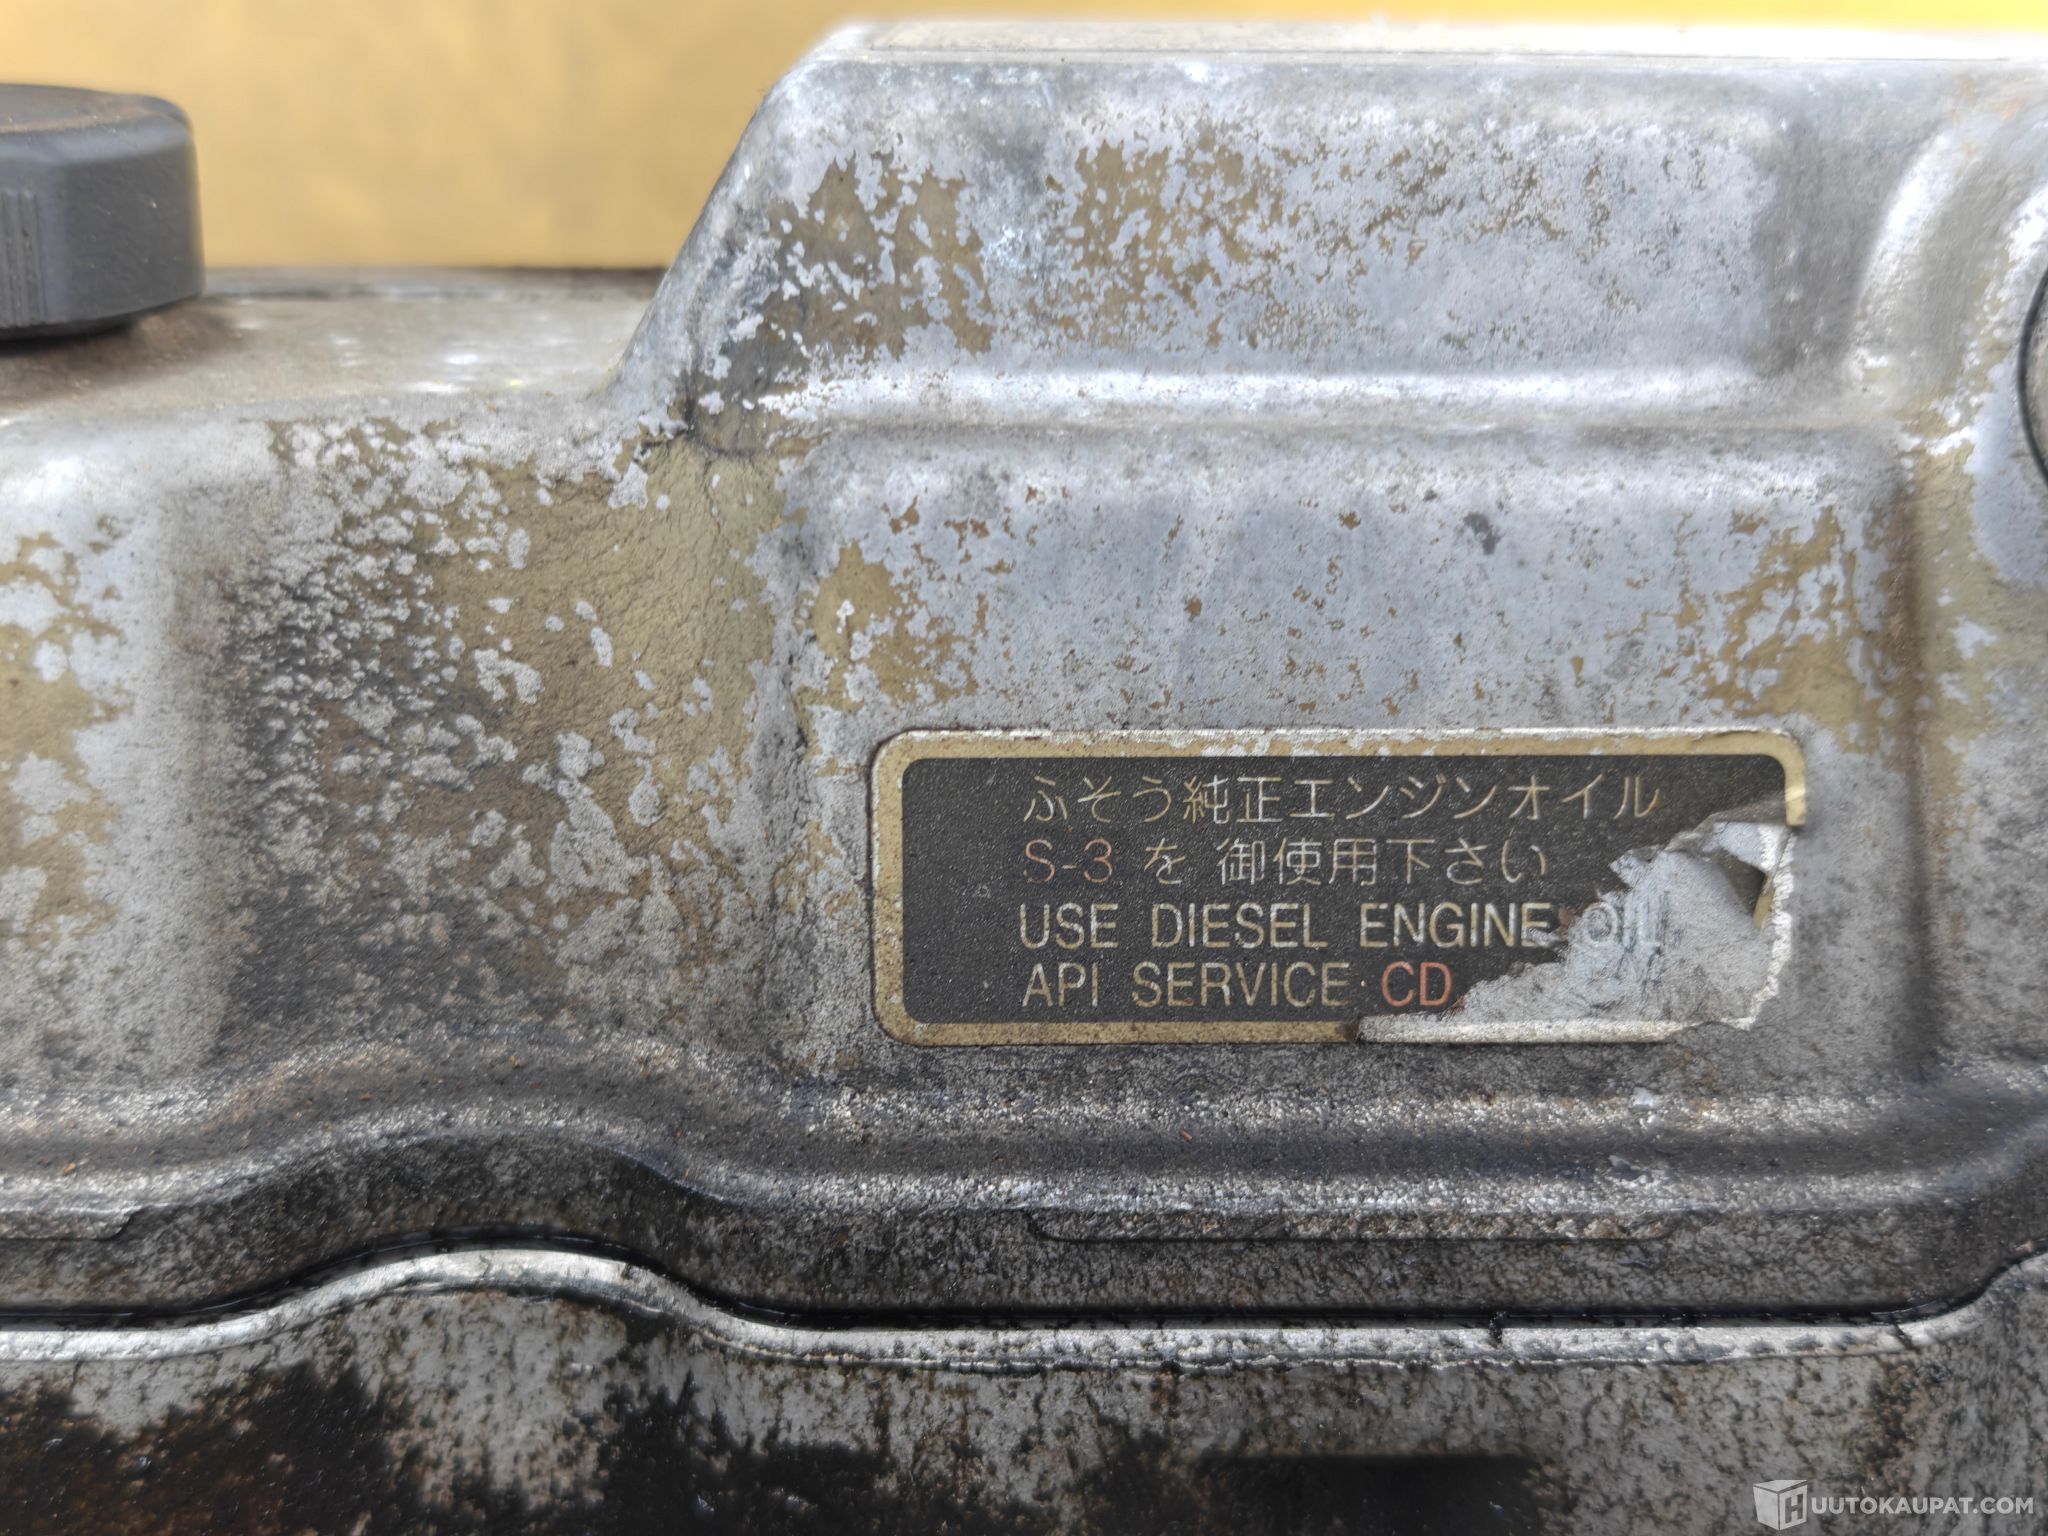 ふそう純正エンジンオイル
S-3 を 御使用下さい
USE DIESEL ENGINE OIL
API SERVICE CD
HUUTOKAUPAT.COM